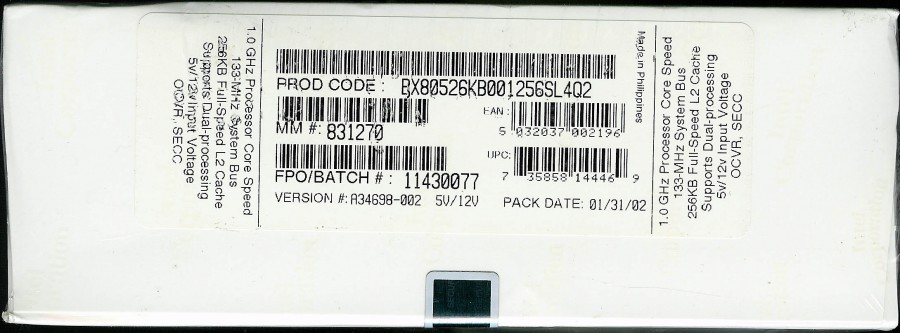 1.0 GHz Processor Core Speed
133-MHz System Bus
256KB Full-Speed L2 Cache
Supports Dual-processing
5v/12v Input Voltage
OCVR, SECC
PROD CODE : BX80526KB001256SL4Q2
MM #: 831270
FPO/BATCH # : 11430077
VERSION #: A34698-002 5V/12V
EAN:
5 032037 002196
UPC:
7 35858 14446 9
PACK DATE: 01/31/02
Made in Philippines
1.0 GHz Processor Core Speed
133-MHz System Bus
256KB Full-Speed L2 Cache
Supports Dual-processing
5v/12v Input Voltage
OCVR, SECC